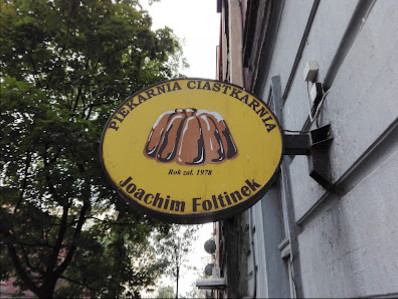 PIEKARNIA CIASTKARNIA
Rok zał. 1978
Joachim Foltinek